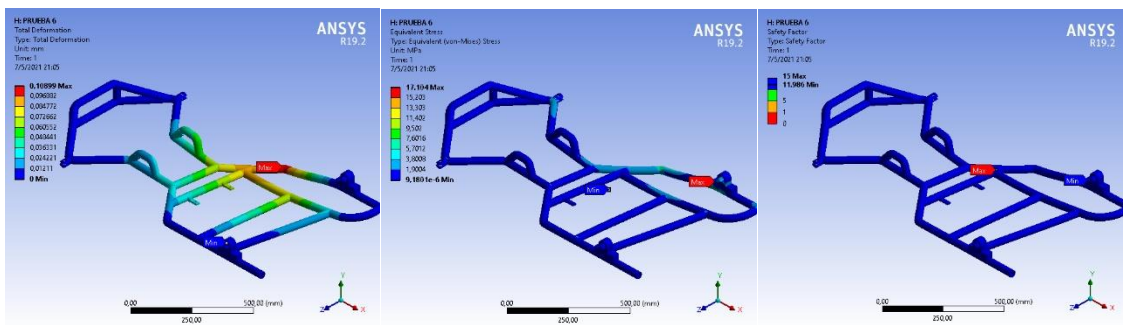 H: PRUEBA 6
Total Deformation
Type: Total Deformation
Unit: mm
Time: 1
7/5/2021 21:05
ANSYS
R19.2
0,10899 Max
0,096882
0,084772
0,072662
0,060552
0,048441
0,036331
0,024221
0,01211
0 Min
Max
Min
0,00
500,00 (mm)
250,00
Y
Z
X
H: PRUEBA 6
Equivalent Stress
Type: Equivalent (von-Mises) Stress
Unit: MPa
Time: 1
7/5/2021 21:05
ANSYS
R19.2
17,104 Max
15,203
13,303
11,402
9,502
7,6016
5,7012
3,8008
1,9004
9,1801e-6 Min
Min
Max
0,00
500,00 (mm)
250,00
Y
Z
X
H: PRUEBA 6
Safety Factor
Type: Safety Factor
Time: 1
7/5/2021 21:05
ANSYS
R19.2
15 Max
11,986 Min
5
1
0
Max
Min
0,00
500,00 (mm)
250,00
Y
Z
X